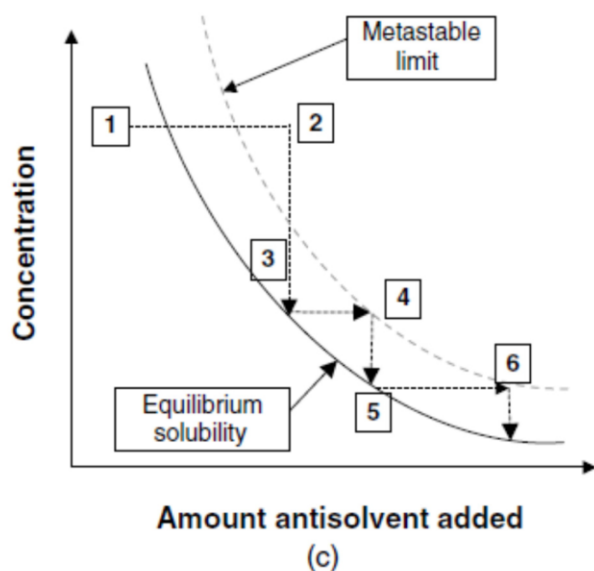 Metastable
limit
1
2
3
4
6
5
Equilibrium
solubility
Concentration
Amount antisolvent added
(c)